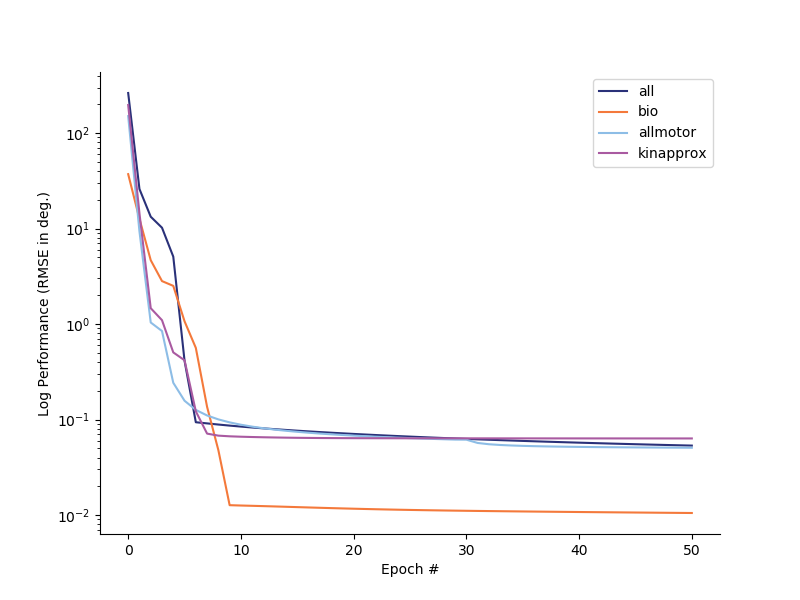 all
bio
allmotor
kinapprox
Log Performance (RMSE in deg.)
10²
10¹
10⁰
10⁻¹
10⁻²
0 10 20 30 40 50
Epoch #